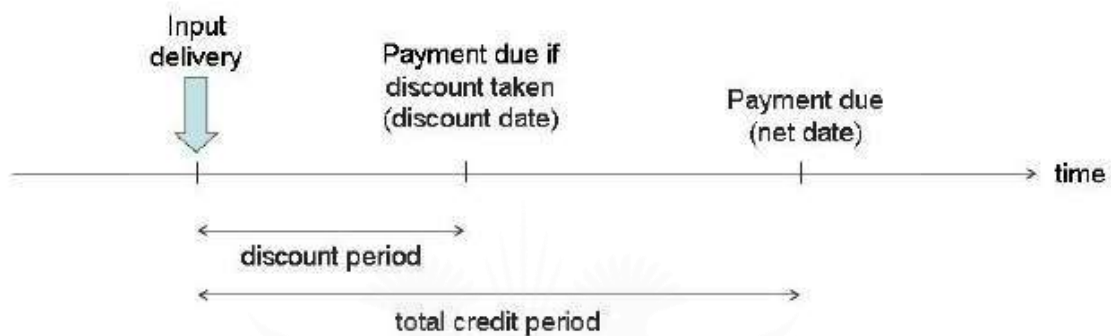 Input
delivery
Payment due if
discount taken
(discount date)
Payment due
(net date)
time
discount period
total credit period